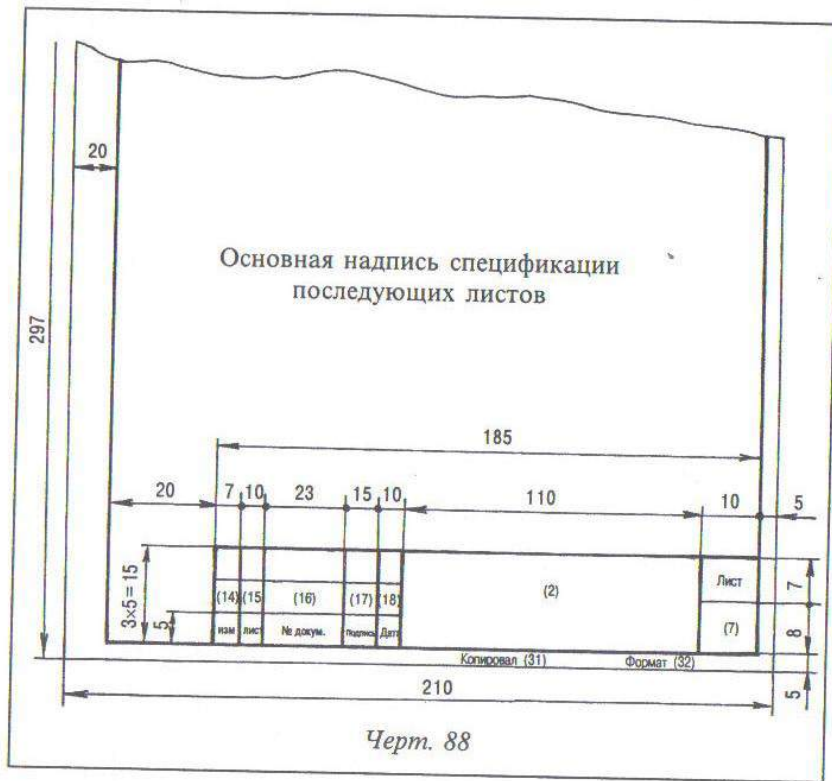 20
Основная надпись спецификации
последующих листов
297
185
20 7 10 23 15 10 110 10 5
3×5=15
5
(14) (15 (16) (17) (18) (2) Лист 7
изм лист № докум. подпись Дата (7) 8
Копировал (31) Формат (32)
5
210
Черт. 88